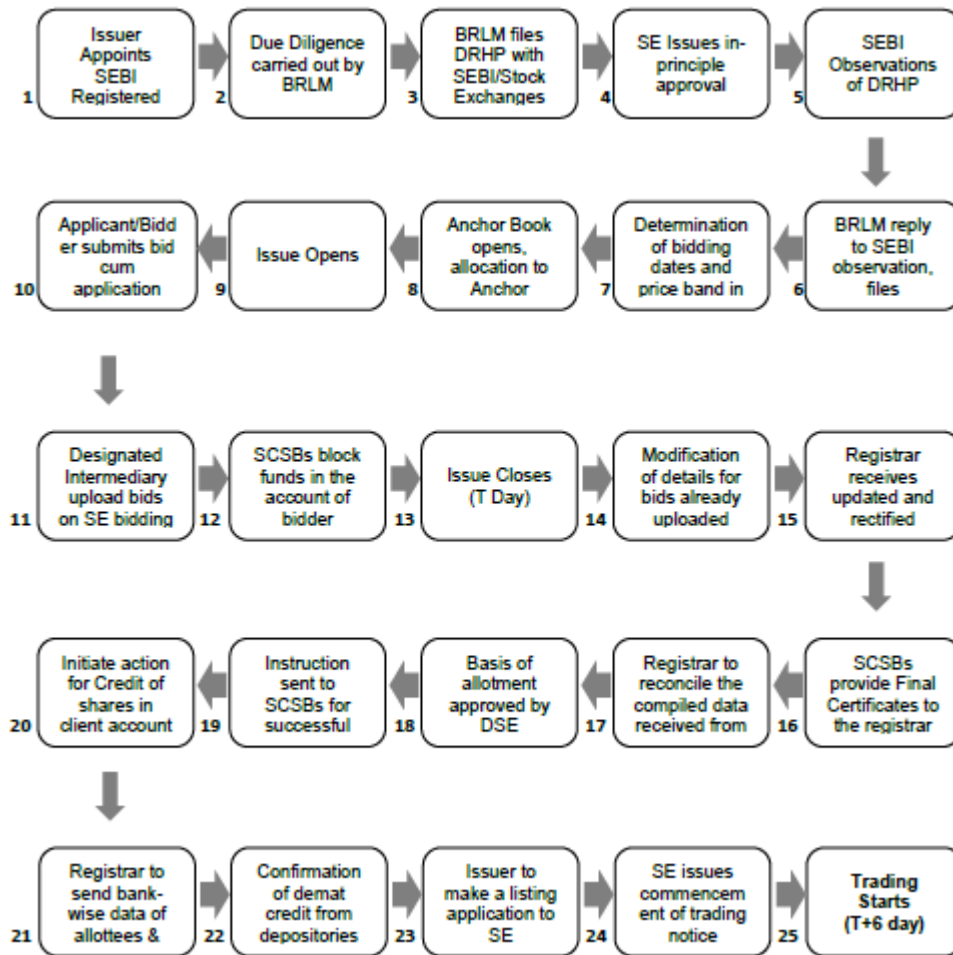 Issuer
Appoints
SEBI
Registered
1
Due Diligence
carried out by
BRLM
2
BRLM files
DRHP with
SEBI/Stock
Exchanges
3
SE Issues in-
principle
approval
4
SEBI
Observations
of DRHP
5
BRLM reply
to SEBI
observation,
files
6
Determination
of bidding
dates and
price band in
7
Anchor Book
opens,
allocation to
Anchor
8
Issue Opens
9
Applicant/Bidd
er submits bid
cum
application
10
Designated
Intermediary
upload bids
on SE bidding
11
SCSBs block
funds in the
account of
bidder
12
Issue Closes
(T Day)
13
Modification
of details for
bids already
uploaded
14
Registrar
receives
updated and
rectified
15
SCSBs
provide Final
Certificates to
the registrar
16
Registrar to
reconcile the
compiled data
received from
17
Basis of
allotment
approved by
DSE
18
Instruction
sent to
SCSBs for
successful
19
Initiate action
for Credit of
shares in
client account
20
Registrar to
send bank-
wise data of
allottees &
21
Confirmation
of demat
credit from
depositories
22
Issuer to
make a listing
application to
SE
23
SE issues
commencem
ent of trading
notice
24
Trading
Starts
(T+6 day)
25